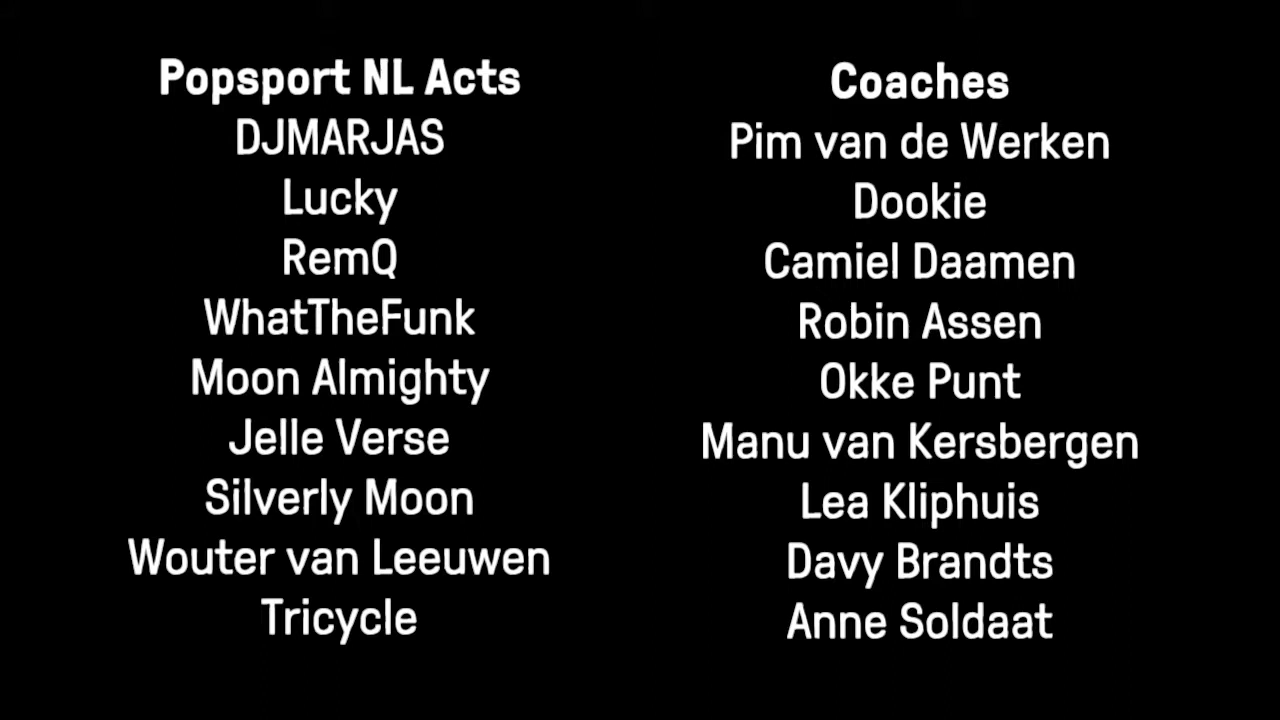 Popsport NL Acts
DJMARJAS
Lucky
RemQ
WhatTheFunk
Moon Almighty
Jelle Verse
Silverly Moon
Wouter van Leeuwen
Tricycle
Coaches
Pim van de Werken
Dookie
Camiel Daamen
Robin Assen
Okke Punt
Manu van Kersbergen
Lea Kliphuis
Davy Brandts
Anne Soldaat